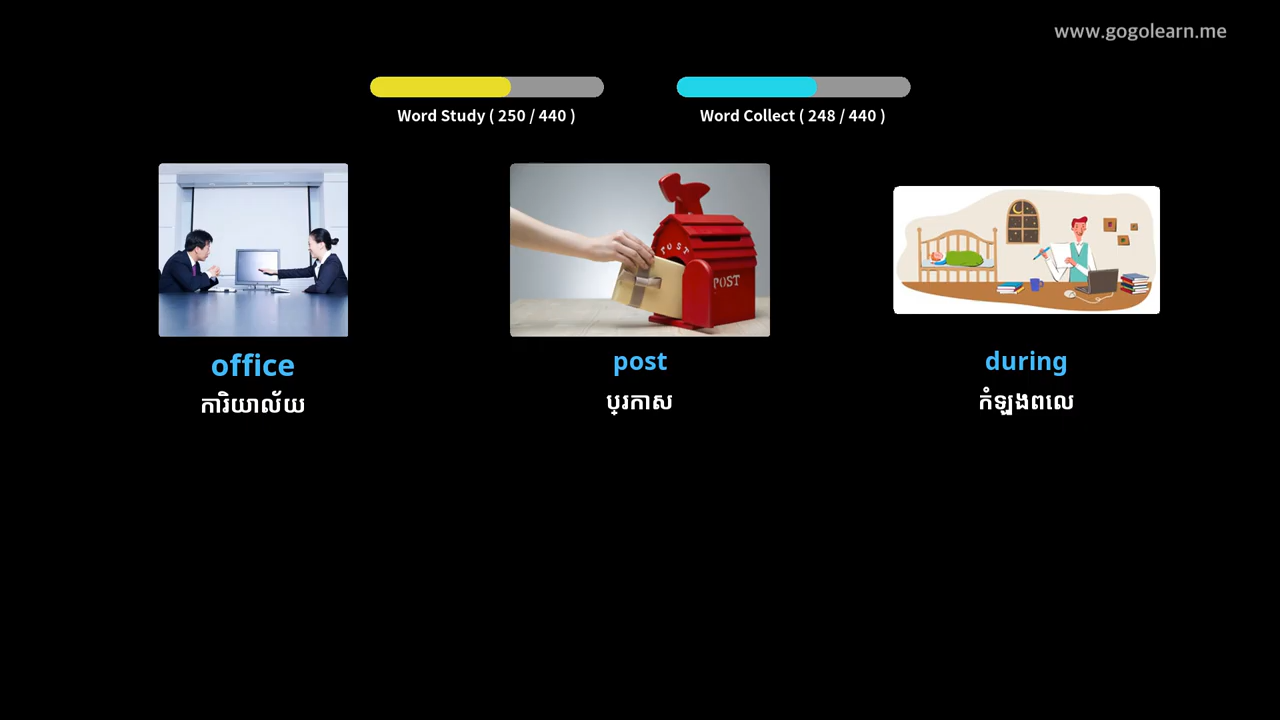 www.gogolearn.me
Word Study ( 250 / 440 )
Word Collect ( 248 / 440 )
POST
POST
office
post
during
ការិយាល័យ
ប្រកាស
កំឡុងពេល